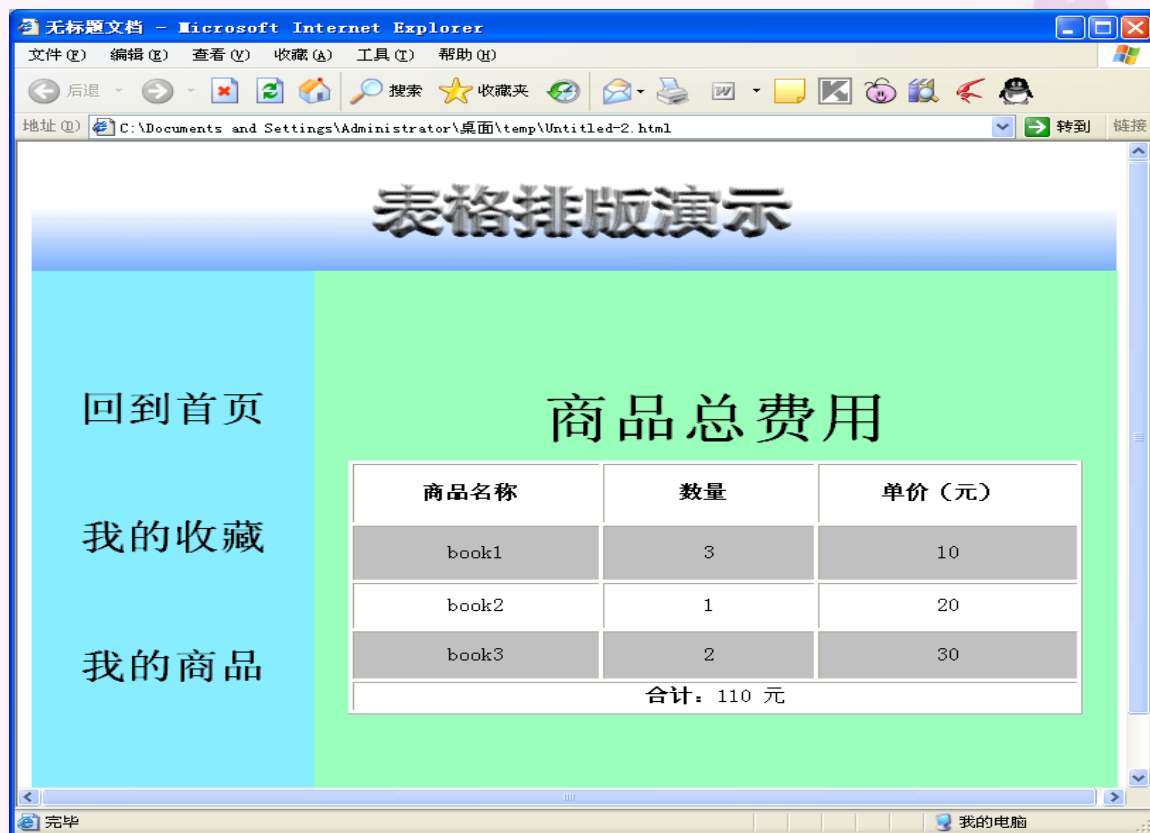 无标题文档 - Microsoft Internet Explorer
文件(F) 编辑(E) 查看(V) 收藏(A) 工具(T) 帮助(H)
后退 搜索 收藏夹
地址(D) C:\Documents and Settings\Administrator\桌面\temp\Untitled-2.html 转到 链接
表格排版演示
回到首页
我的收藏
我的商品
商品总费用
商品名称 数量 单价（元）
book1 3 10
book2 1 20
book3 2 30
合计：110 元
完毕 我的电脑